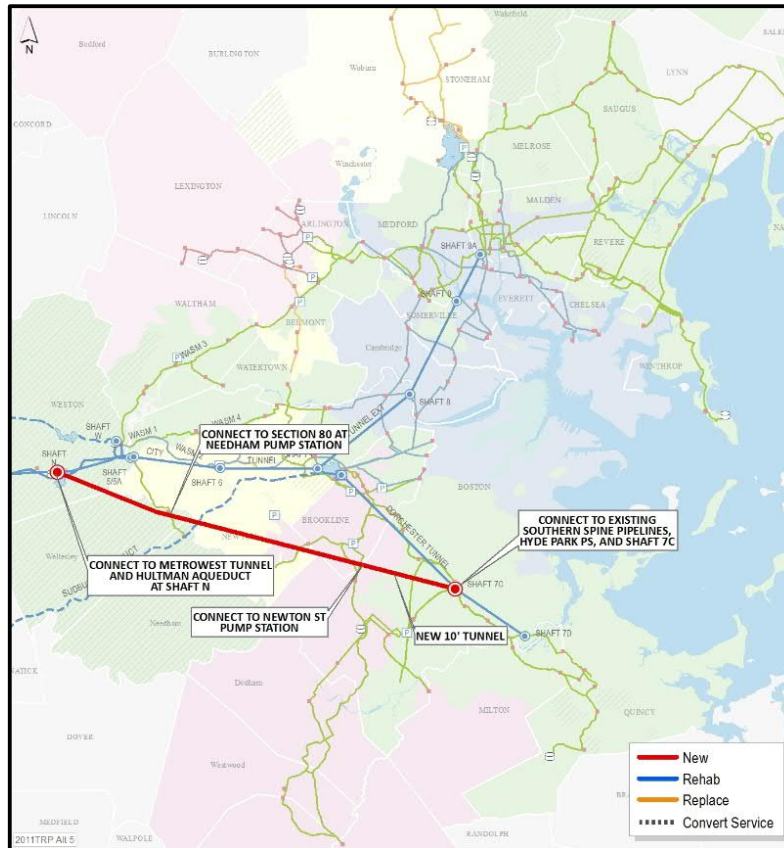 N
Bedford
BURLINGTON
Woburn
STONEHAM
Wakefield
LYNN
SAUGUS
CONCORD
MELROSE
Winchester
LEXINGTON
MALDEN
LINCOLN
ARLINGTON
MEDFORD
REVERE
SHAFT 9A
SHAFT 9
EVERETT
CHELSEA
SOMERVILLE
WALTHAM
BELMONT
Cambridge
WINTHROP
WASM 3
WATERTOWN
WESTON
SHAFT 8
SHAFT
W
WASM 1
WASM 4
TUNNEL EXT
CONNECT TO SECTION 80 AT
NEEDHAM PUMP STATION
SHAFT
N
CITY
TUNNEL
SHAFT
5/5A
SHAFT 6
BOSTON
BROOKLINE
DORCHESTER TUNNEL
CONNECT TO EXISTING
SOUTHERN SPINE PIPELINES,
HYDE PARK PS, AND SHAFT 7C
Wellesley
CONNECT TO METROWEST TUNNEL
AND HULTMAN AQUEDUCT
AT SHAFT N
SHAFT 7C
CONNECT TO NEWTON ST
PUMP STATION
NEW 10' TUNNEL
SHAFT 7D
Needham
NATICK
Dedham
MILTON
QUINCY
DOVER
Westwood
New
Rehab
Replace
Convert Service
MEDFIELD
WALPOLE
RANDOLPH
2011TRP Alt 5